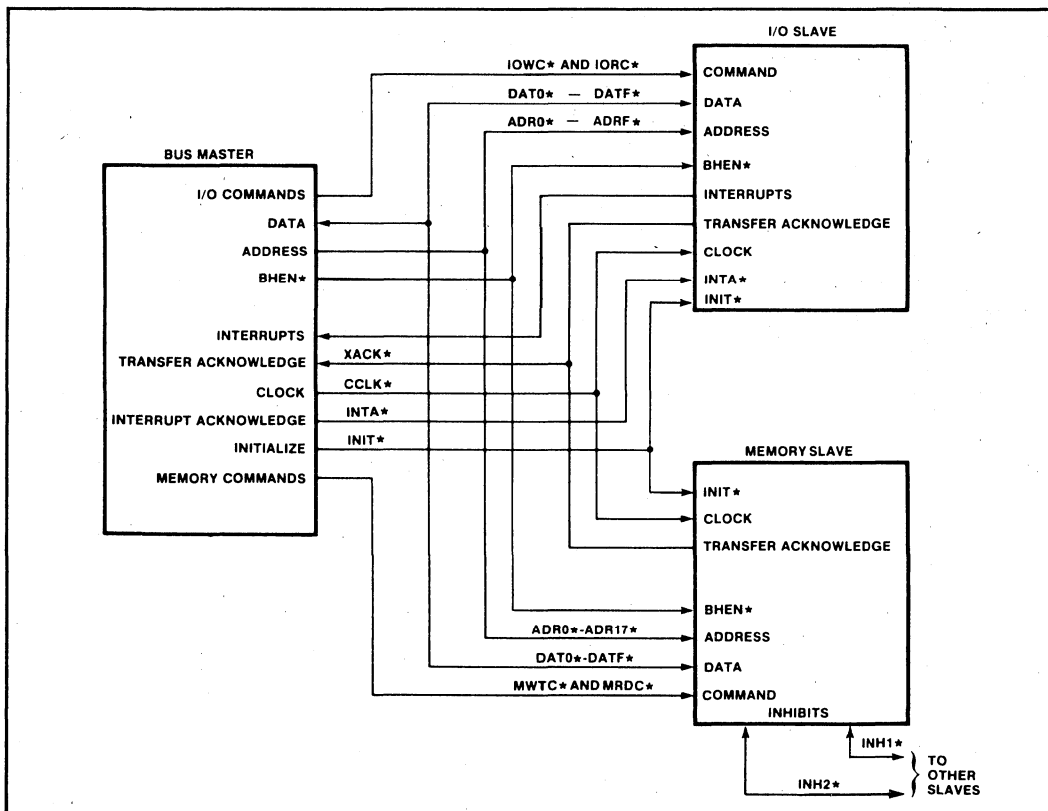 I/O SLAVE
IOWC* AND IORC*
COMMAND
DAT0* — DATF*
DATA
ADR0* — ADRF*
ADDRESS
BUS MASTER
BHEN*
I/O COMMANDS
INTERRUPTS
DATA
TRANSFER ACKNOWLEDGE
ADDRESS
CLOCK
BHEN*
INTA*
INIT*
INTERRUPTS
TRANSFER ACKNOWLEDGE
XACK*
CLOCK
CCLK*
INTERRUPT ACKNOWLEDGE
INTA*
INITIALIZE
INIT*
MEMORY SLAVE
MEMORY COMMANDS
INIT*
CLOCK
TRANSFER ACKNOWLEDGE
BHEN*
ADR0*-ADR17*
ADDRESS
DAT0*-DATF*
DATA
MWTC* AND MRDC*
COMMAND
INHIBITS
INH1*
INH2*
TO
OTHER
SLAVES